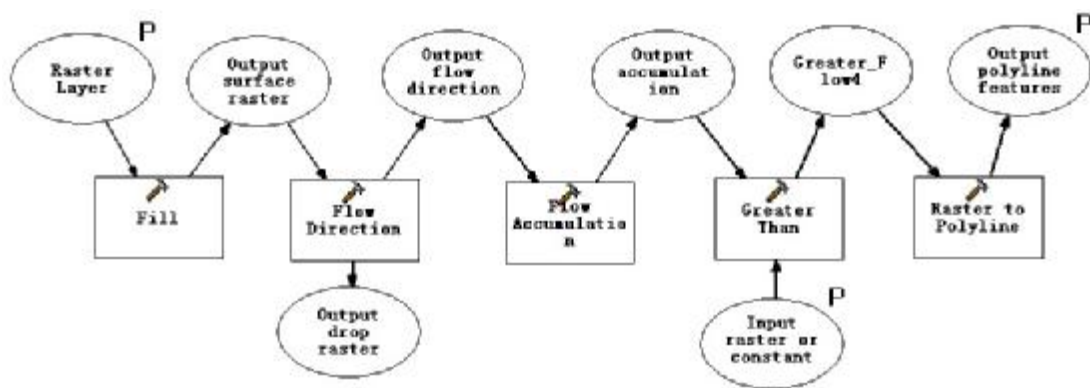 P
Raster
Layer
Output
surface
raster
Output
flow
direction
Output
accumulat
ion
Greater_F
low4
P
Output
polyline
features
Fill
Flow
Direction
Flow
Accumulatio
n
Greater
Than
Raster to
Polyline
Output
drop
raster
P
Input
raster or
constant